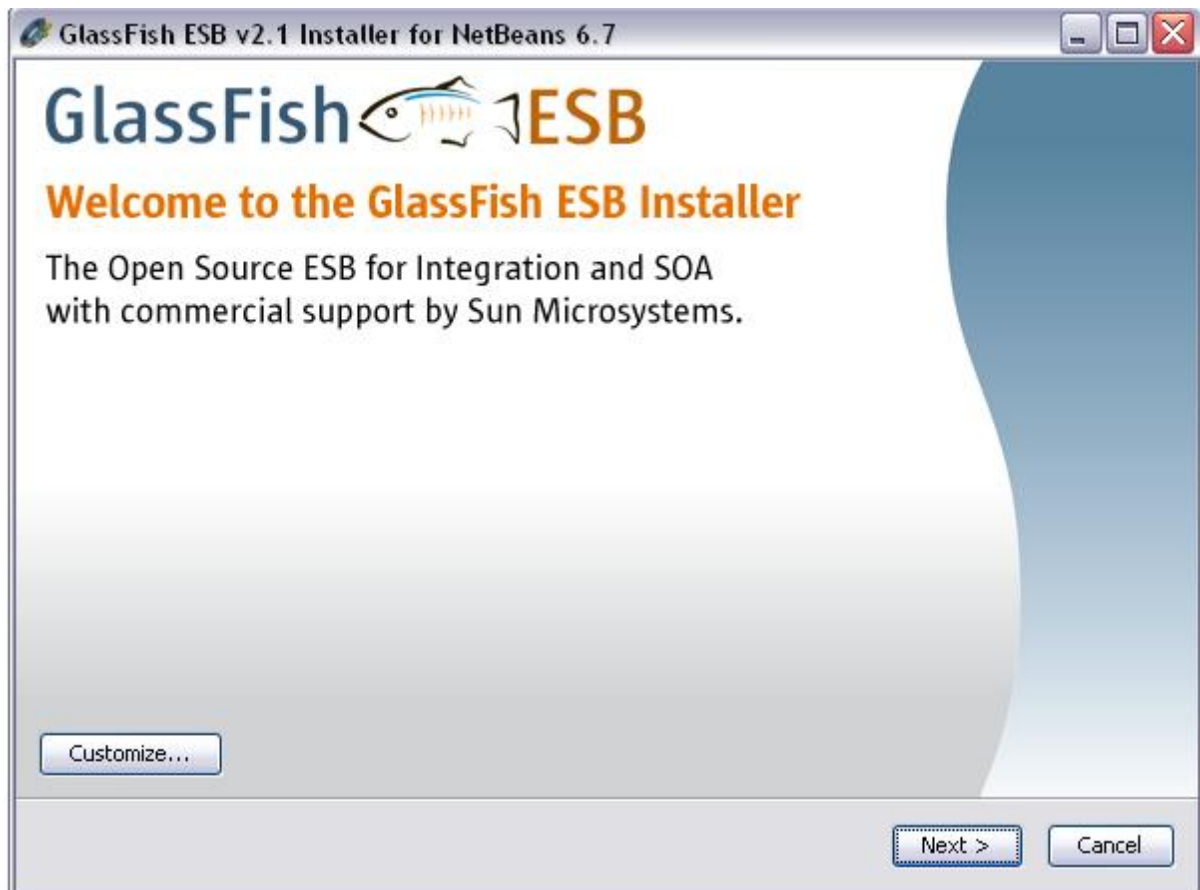 GlassFish ESB v2.1 Installer for NetBeans 6.7
GlassFish ESB
Welcome to the GlassFish ESB Installer
The Open Source ESB for Integration and SOA
with commercial support by Sun Microsystems.
Customize...
Next >
Cancel